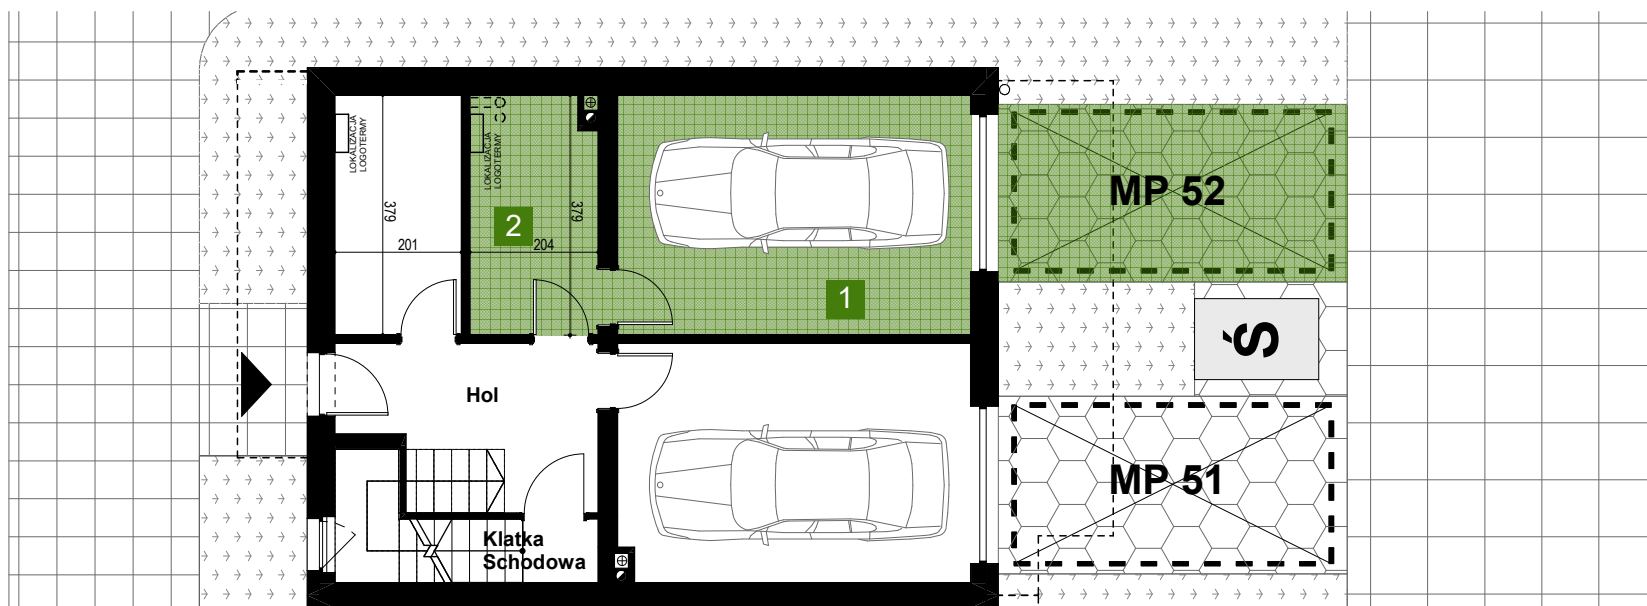 LOKALIZACJA
LOGOTERMY
379
201
LOKALIZACJA
LOGOTERMY
2
379
204
1
MP 52
Ś
Hol
MP 51
Klatka
Schodowa